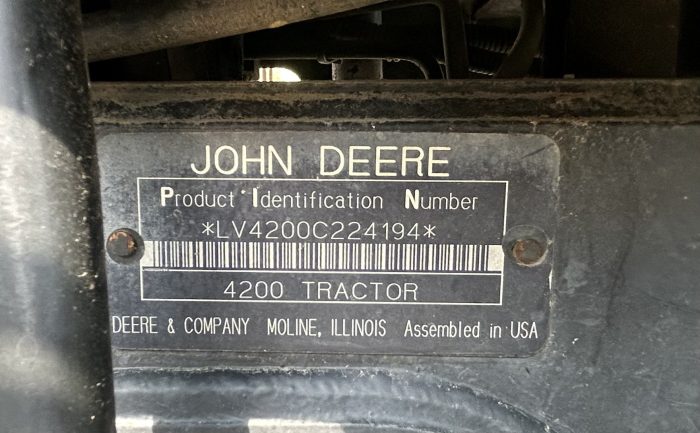 JOHN DEERE
Product Identification Number
*LV4200C224194*
4200 TRACTOR
DEERE & COMPANY MOLINE, ILLINOIS Assembled in USA